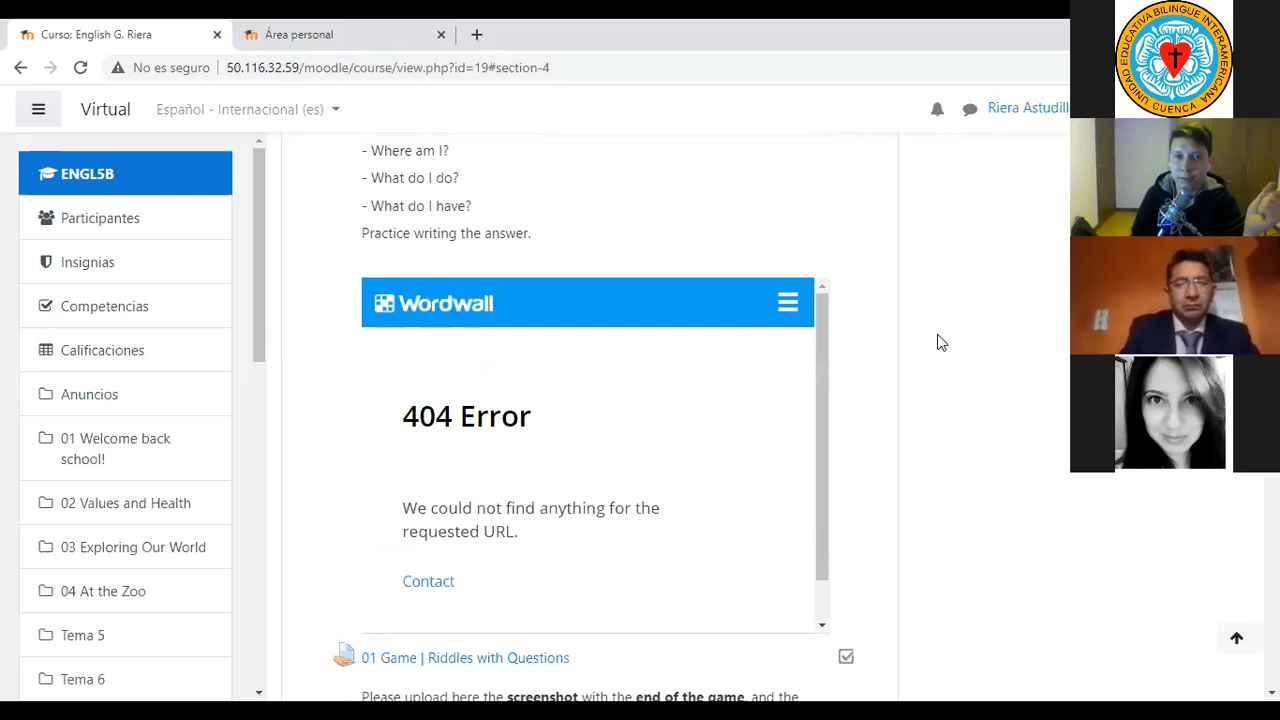 Curso: English G. Riera
Área personal
No es seguro
50.116.32.59/moodle/course/view.php?id=19#section-4
Virtual
Español - Internacional (es)
Riera Astudill
UNIDAD EDUCATIVA BILINGUE INTERAMERICANA
CUENCA
ENGL5B
Participantes
Insignias
Competencias
Calificaciones
Anuncios
01 Welcome back
school!
02 Values and Health
03 Exploring Our World
04 At the Zoo
Tema 5
Tema 6
- Where am I?
- What do I do?
- What do I have?
Practice writing the answer.
Wordwall
404 Error
We could not find anything for the
requested URL.
Contact
01 Game | Riddles with Questions
Please upload here the screenshot with the end of the game, and the